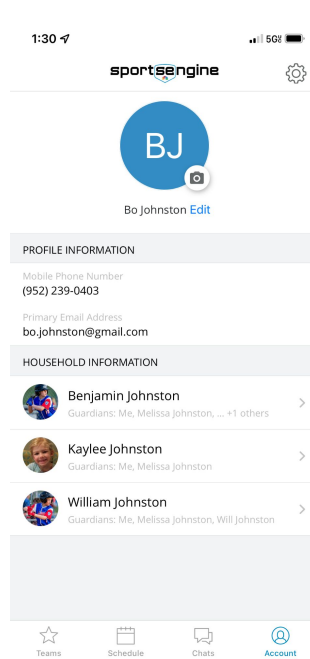 1:30
5G
sportsengine
BJ
Bo Johnston Edit
PROFILE INFORMATION
Mobile Phone Number
(952) 239-0403
Primary Email Address
bo.johnston@gmail.com
HOUSEHOLD INFORMATION
Benjamin Johnston
Guardians: Me, Melissa Johnston, ... +1 others
Kaylee Johnston
Guardians: Me, Melissa Johnston
William Johnston
Guardians: Me, Melissa Johnston, Will Johnston
Teams Schedule Chats Account